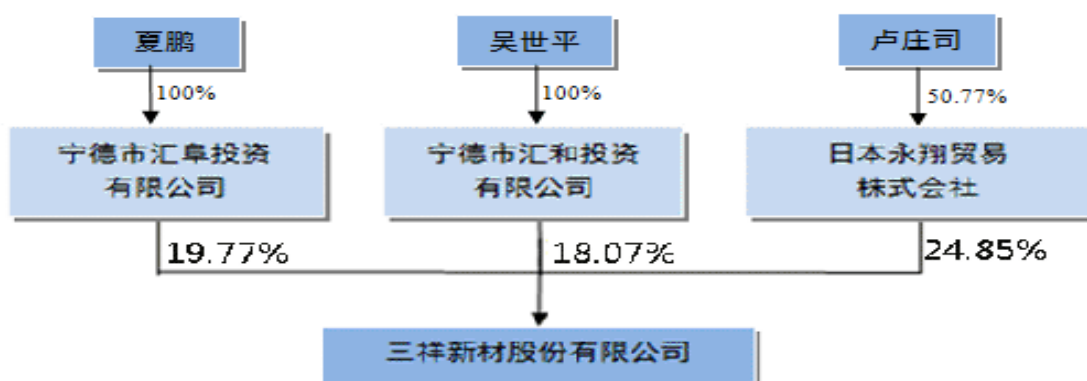 夏鹏
吴世平
卢庄司
100%
100%
50.77%
宁德市汇阜投资
有限公司
宁德市汇和投资
有限公司
日本永翔贸易
株式会社
19.77%
18.07%
24.85%
三祥新材股份有限公司